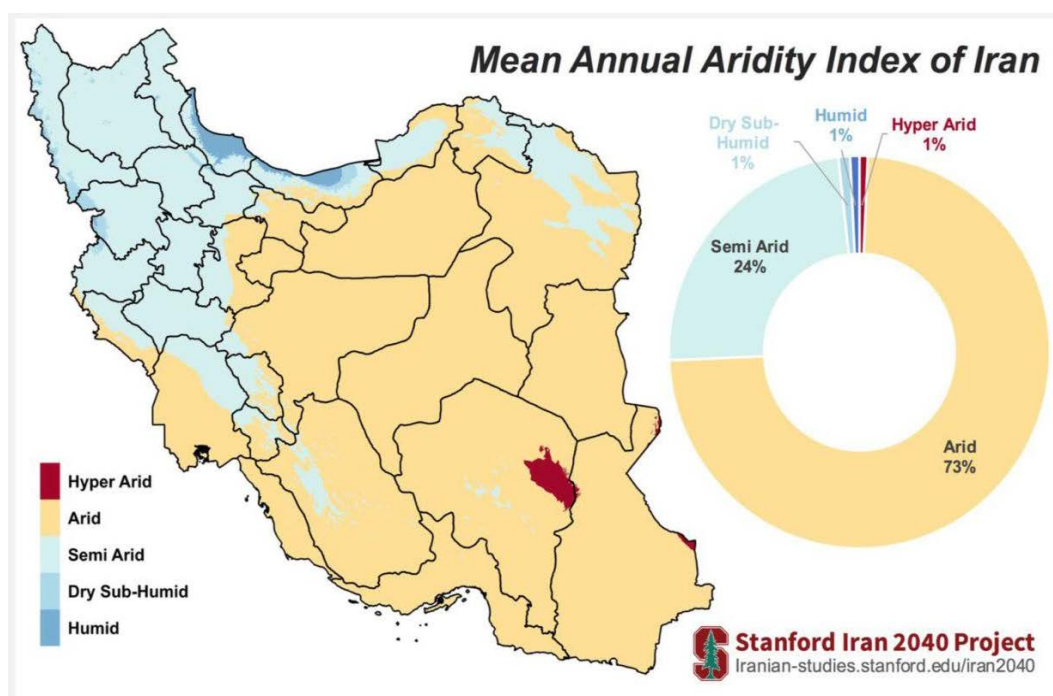 Mean Annual Aridity Index of Iran
Dry Sub-
Humid
1%
Humid
1%
Hyper Arid
1%
Semi Arid
24%
Arid
73%
Hyper Arid
Arid
Semi Arid
Dry Sub-Humid
Humid
S
Stanford Iran 2040 Project
Iranian-studies.stanford.edu/iran2040